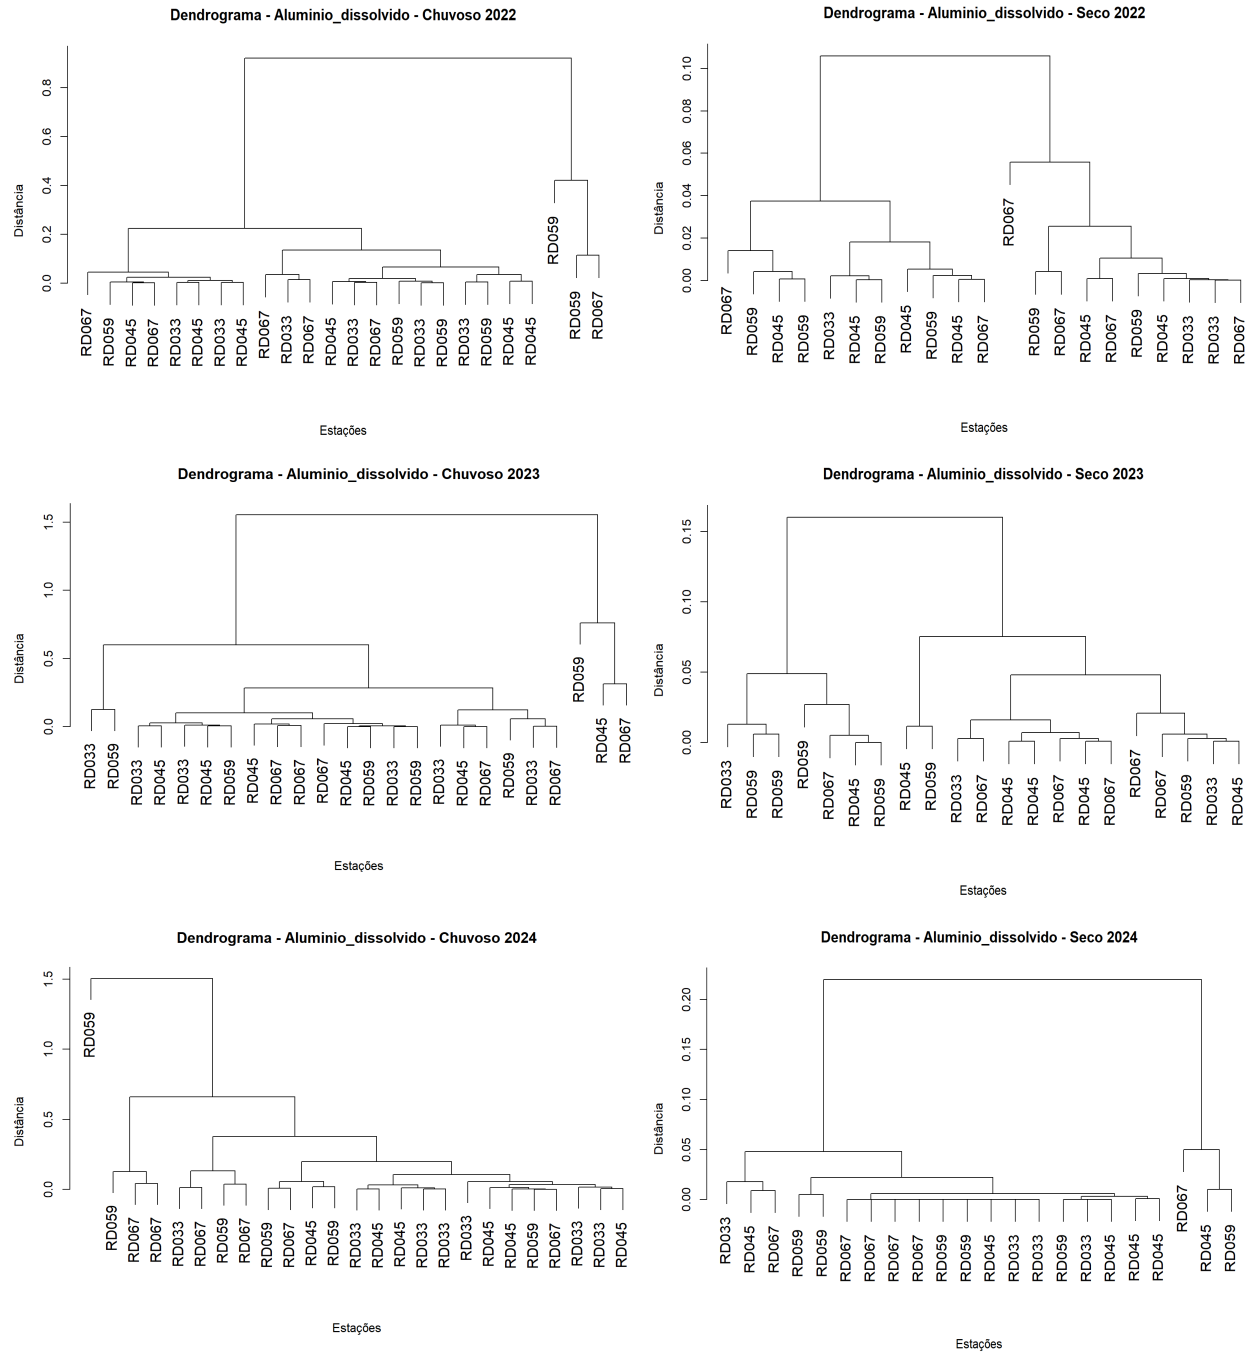 Dendrograma - Aluminio_dissolvido - Chuvoso 2022
Distância
0.0 0.2 0.4 0.6 0.8
RD067 RD059 RD045 RD067 RD033 RD045 RD033 RD045 RD067 RD033 RD067 RD045 RD033 RD067 RD059 RD033 RD059 RD033 RD059 RD045 RD045 RD059 RD059 RD067
Estações
Dendrograma - Aluminio_dissolvido - Seco 2022
Distância
0.00 0.02 0.04 0.06 0.08 0.10
RD067 RD059 RD045 RD059 RD033 RD045 RD059 RD045 RD059 RD045 RD067 RD067 RD059 RD067 RD045 RD067 RD059 RD045 RD033 RD033 RD067
Estações
Dendrograma - Aluminio_dissolvido - Chuvoso 2023
Distância
0.0 0.5 1.0 1.5
RD033 RD059 RD033 RD045 RD033 RD045 RD059 RD045 RD067 RD067 RD067 RD045 RD059 RD033 RD059 RD033 RD045 RD067 RD059 RD033 RD067 RD059 RD045 RD067
Estações
Dendrograma - Aluminio_dissolvido - Seco 2023
Distância
0.00 0.05 0.10 0.15
RD033 RD059 RD059 RD059 RD067 RD045 RD059 RD045 RD059 RD033 RD067 RD045 RD045 RD067 RD045 RD067 RD067 RD067 RD059 RD033 RD045
Estações
Dendrograma - Aluminio_dissolvido - Chuvoso 2024
Distância
0.0 0.5 1.0 1.5
RD059 RD059 RD067 RD067 RD033 RD067 RD059 RD067 RD059 RD067 RD045 RD059 RD033 RD045 RD045 RD033 RD033 RD033 RD045 RD045 RD059 RD067 RD033 RD033 RD045
Estações
Dendrograma - Aluminio_dissolvido - Seco 2024
Distância
0.00 0.05 0.10 0.15 0.20
RD033 RD045 RD067 RD059 RD059 RD067 RD067 RD067 RD059 RD059 RD045 RD033 RD033 RD059 RD033 RD045 RD045 RD045 RD067 RD045 RD059
Estações